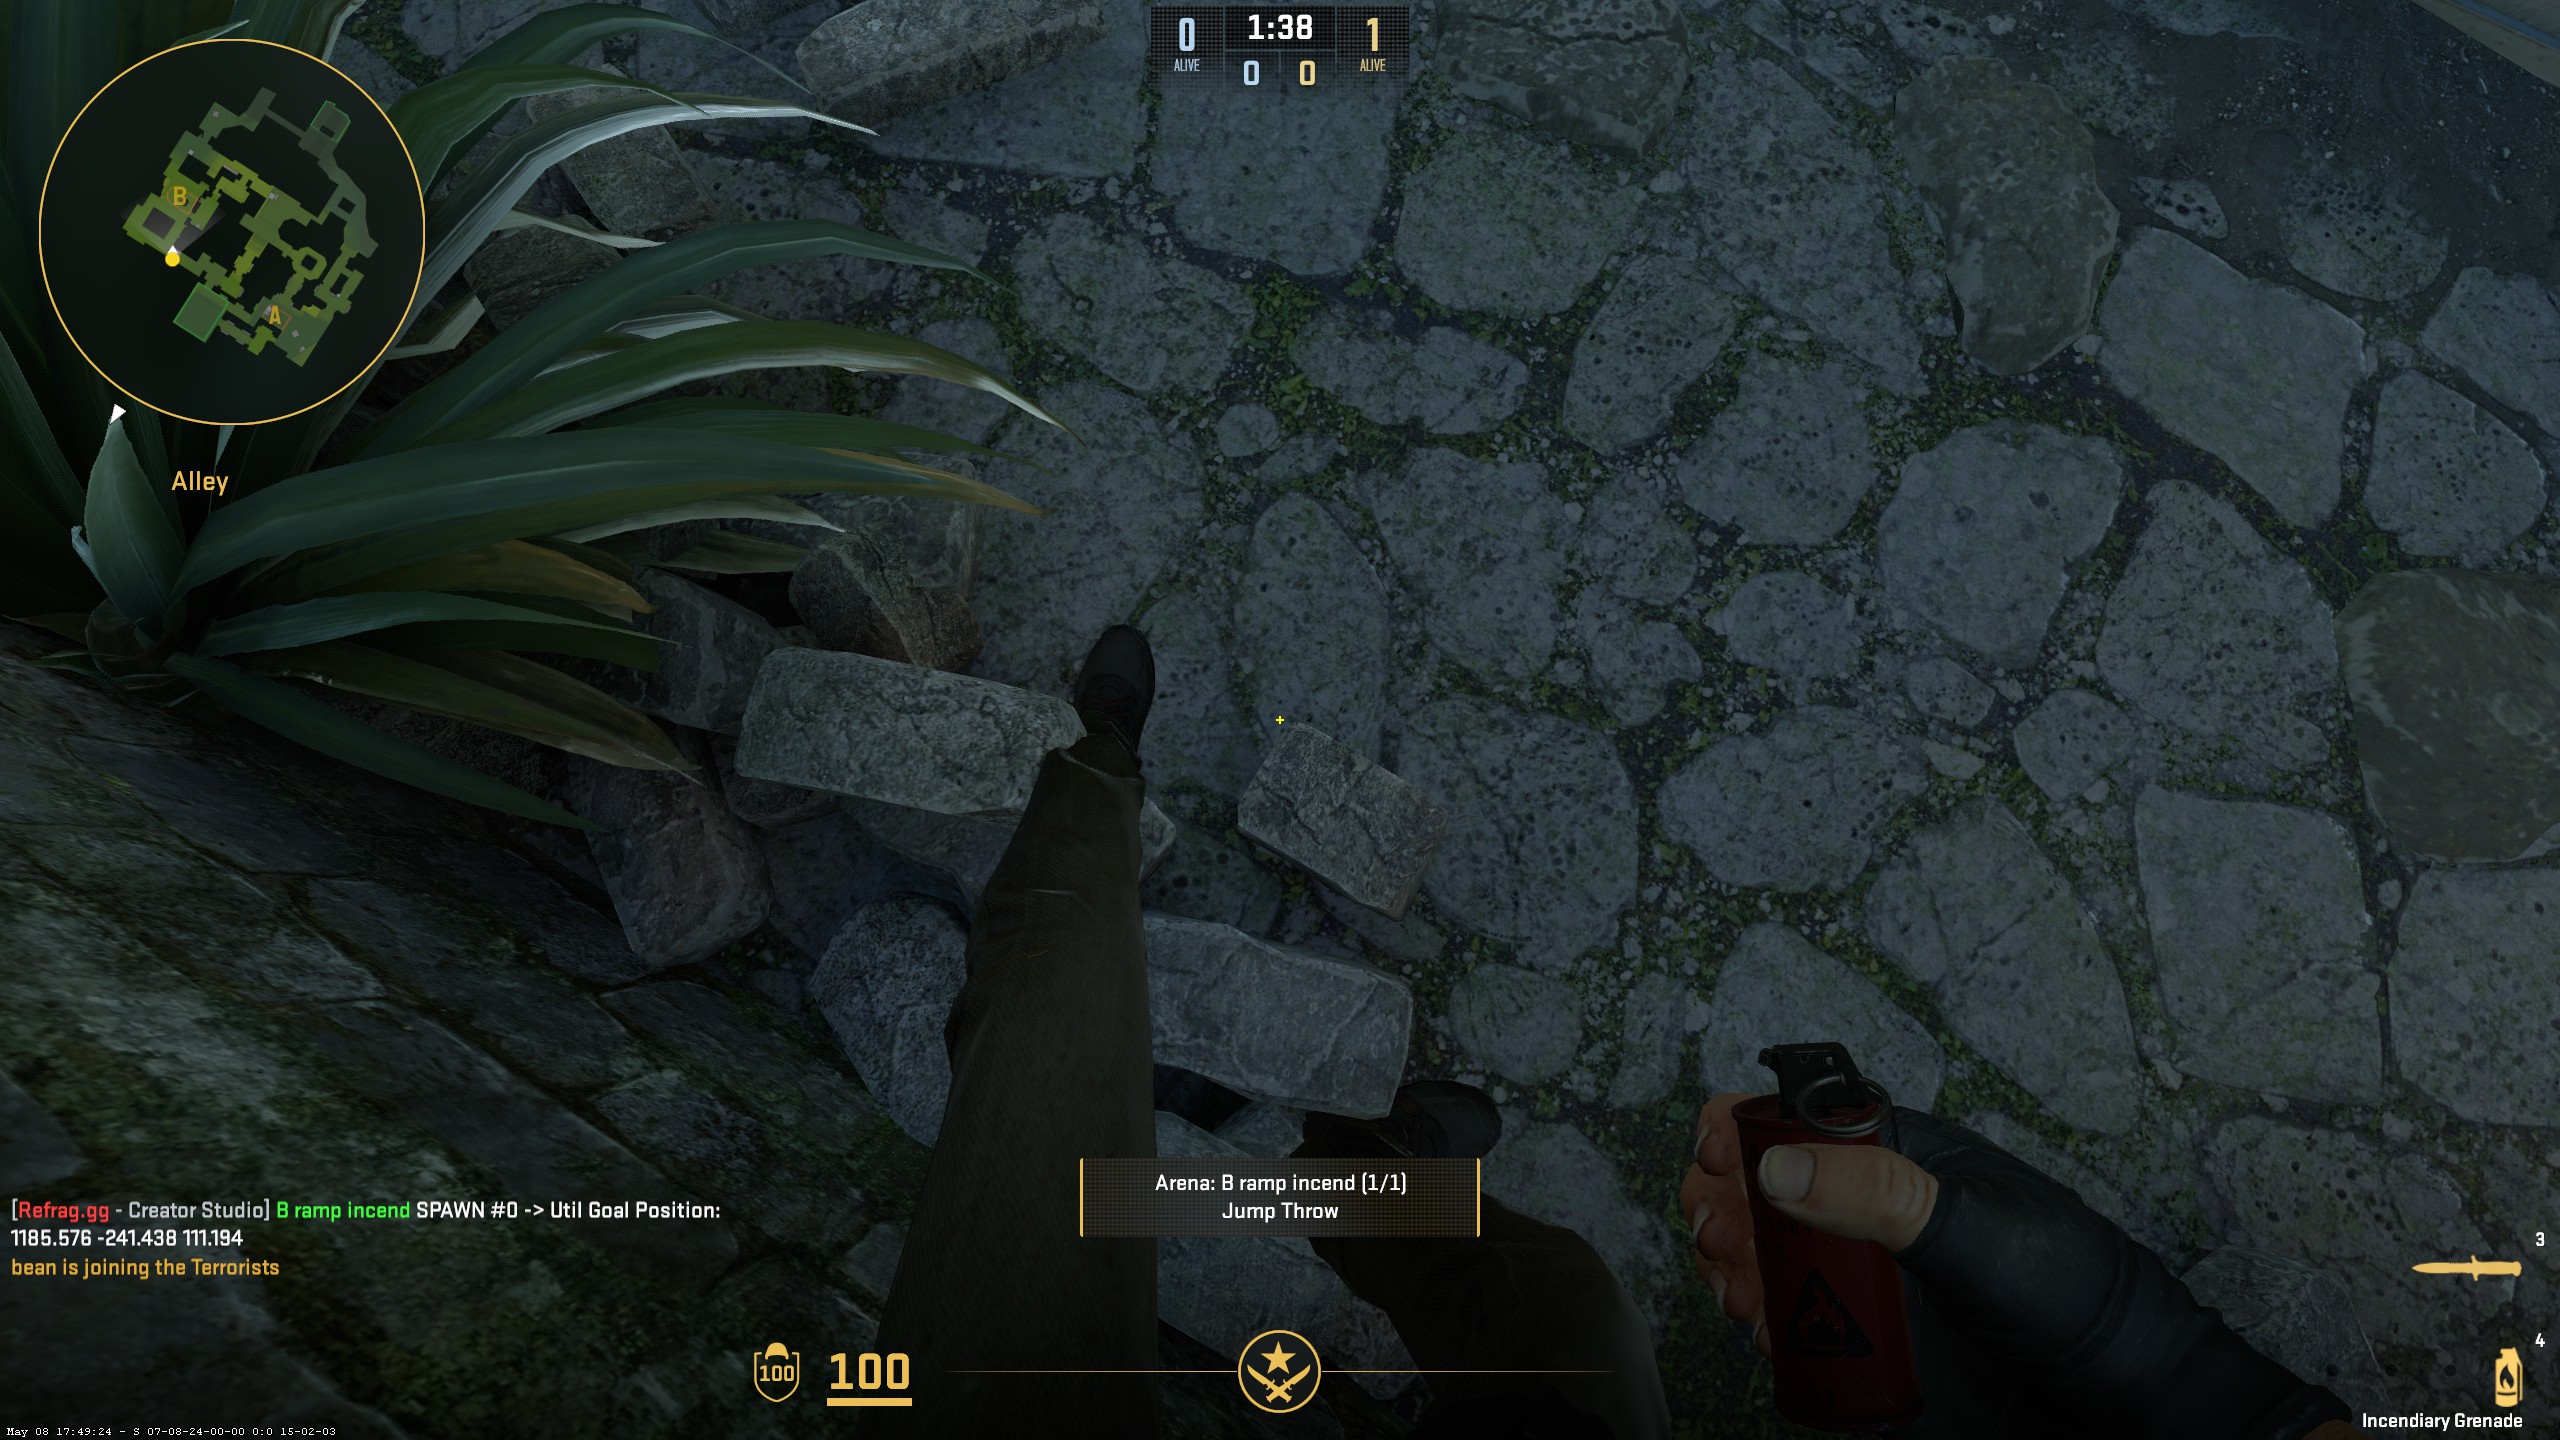 0
ALIVE
1:38
1
ALIVE
0 0
B
A
Alley
Arena: B ramp incend (1/1)
Jump Throw
[Refrag.gg - Creator Studio] B ramp incend SPAWN #0 -> Util Goal Position:
1185.576 -241.438 111.194
bean is joining the Terrorists
3
4
100
100
Incendiary Grenade
May 08 17:49:24 - S 07-08-24-00-00 0:0 15-02-03